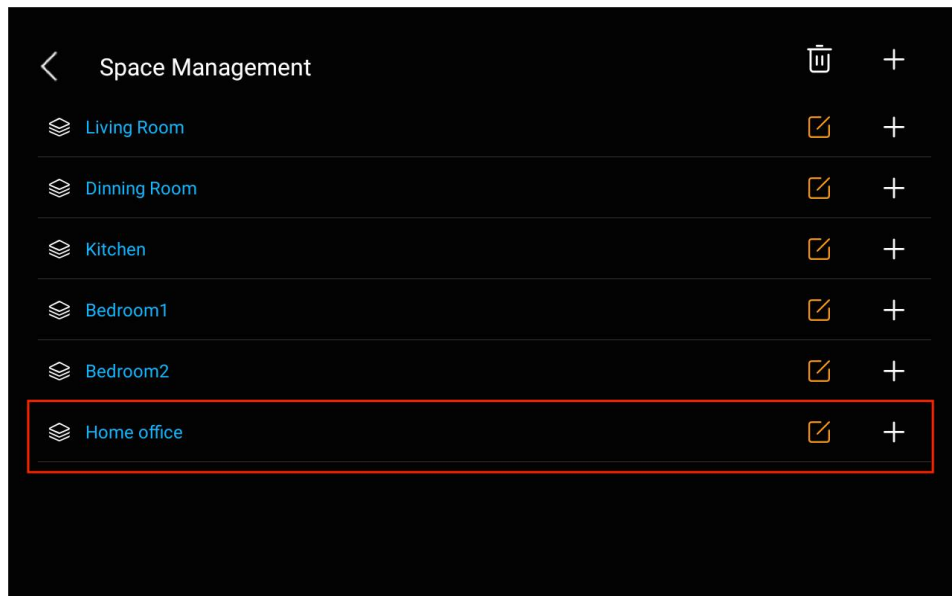 Space Management
Living Room
Dinning Room
Kitchen
Bedroom1
Bedroom2
Home office